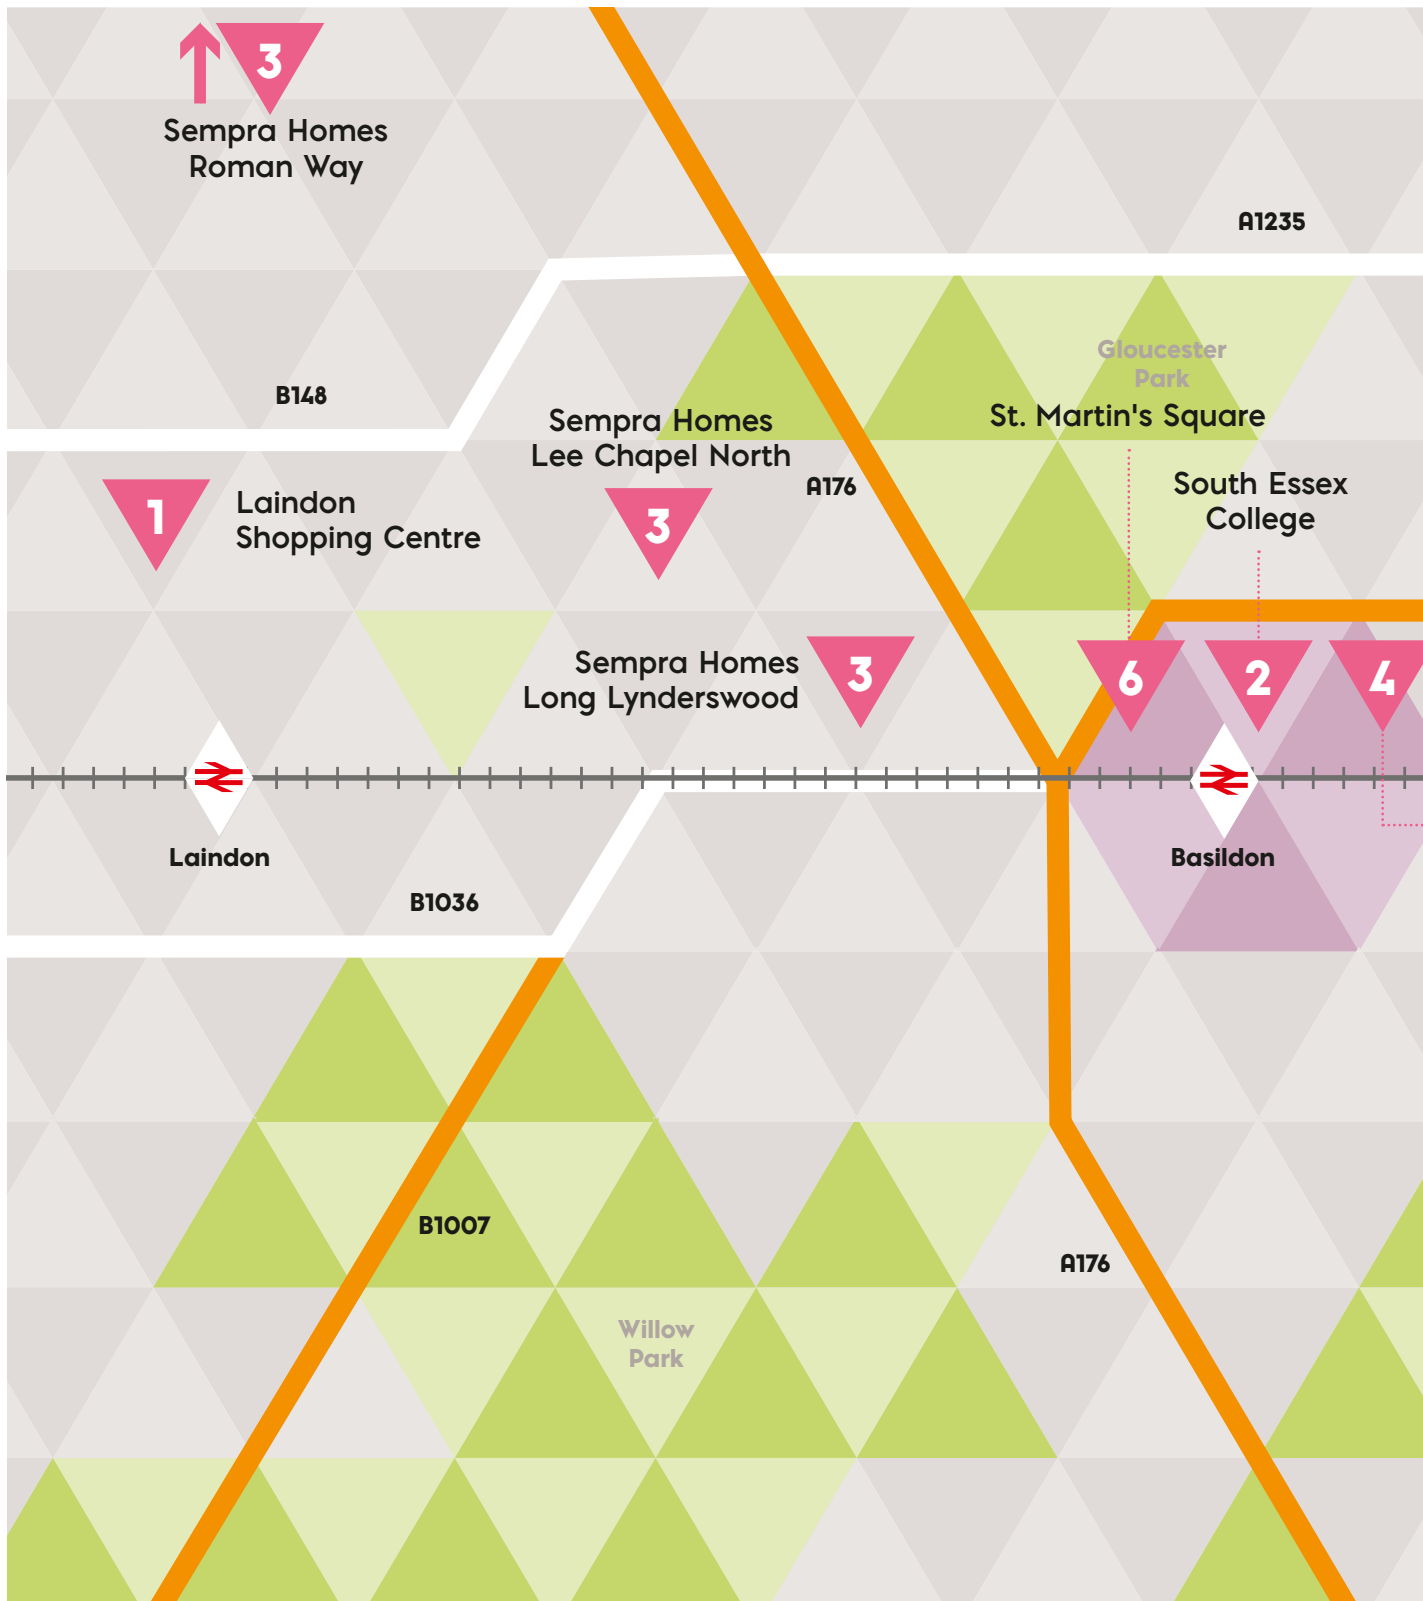 3
Sempra Homes
Roman Way
A1235
Gloucester
Park
B148
Sempra Homes
Lee Chapel North
St. Martin's Square
A176
1
Laindon
Shopping Centre
3
South Essex
College
Sempra Homes
Long Lynderswood
3
6
2
4
Laindon
Basildon
B1036
B1007
A176
Willow
Park